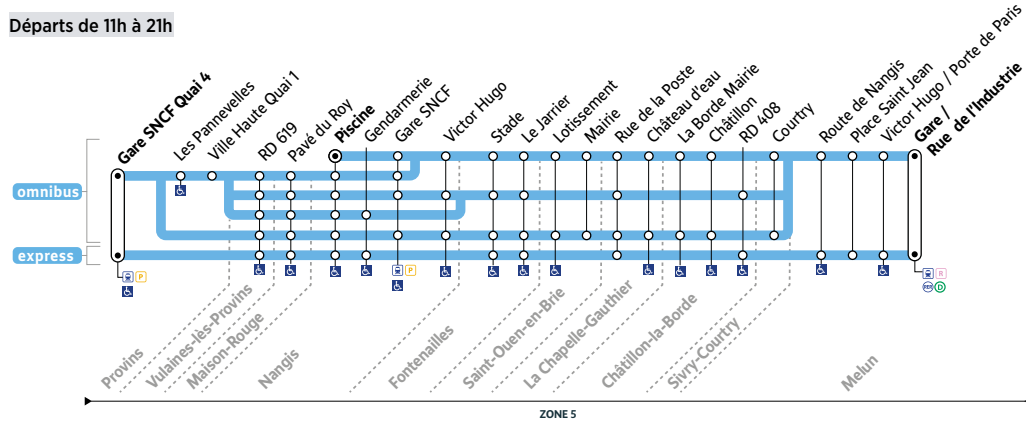 Départs de 11h à 21h
Gare SNCF Quai 4
Les Pannevelles
Ville Haute Quai 1
RD 619
Pavé du Roy
Piscine
Gendarmerie
Gare SNCF
Victor Hugo
Stade
Le Jarrier
Lotissement
Mairie
Rue de la Poste
Château d'eau
La Borde Mairie
Châtillon
RD 408
Courtry
Route de Nangis
Place Saint Jean
Victor Hugo / Porte de Paris
Gare /
Rue de l'Industrie
omnibus
express
P
P
R
RER D
Provins
Vulaines-lès-Provins
Maison-Rouge
Nangis
Fontenailles
Saint-Ouen-en-Brie
La Chapelle-Gauthier
Châtillon-la-Borde
Sivry-Courtry
Melun
ZONE 5